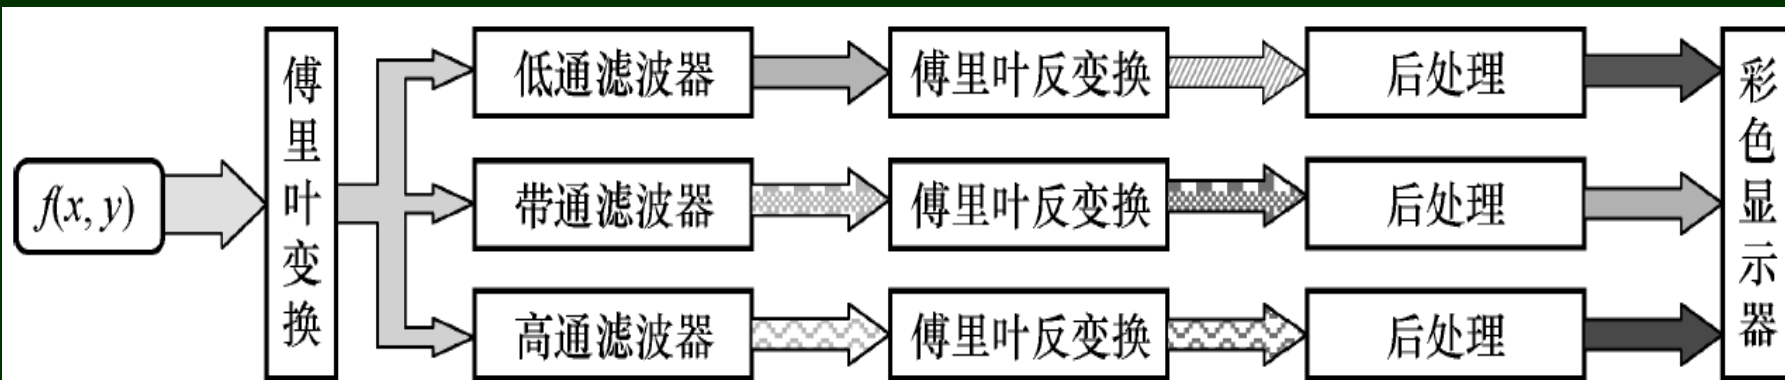 f(x, y)
傅里叶变换
低通滤波器
傅里叶反变换
后处理
带通滤波器
傅里叶反变换
后处理
高通滤波器
傅里叶反变换
后处理
彩色显示器